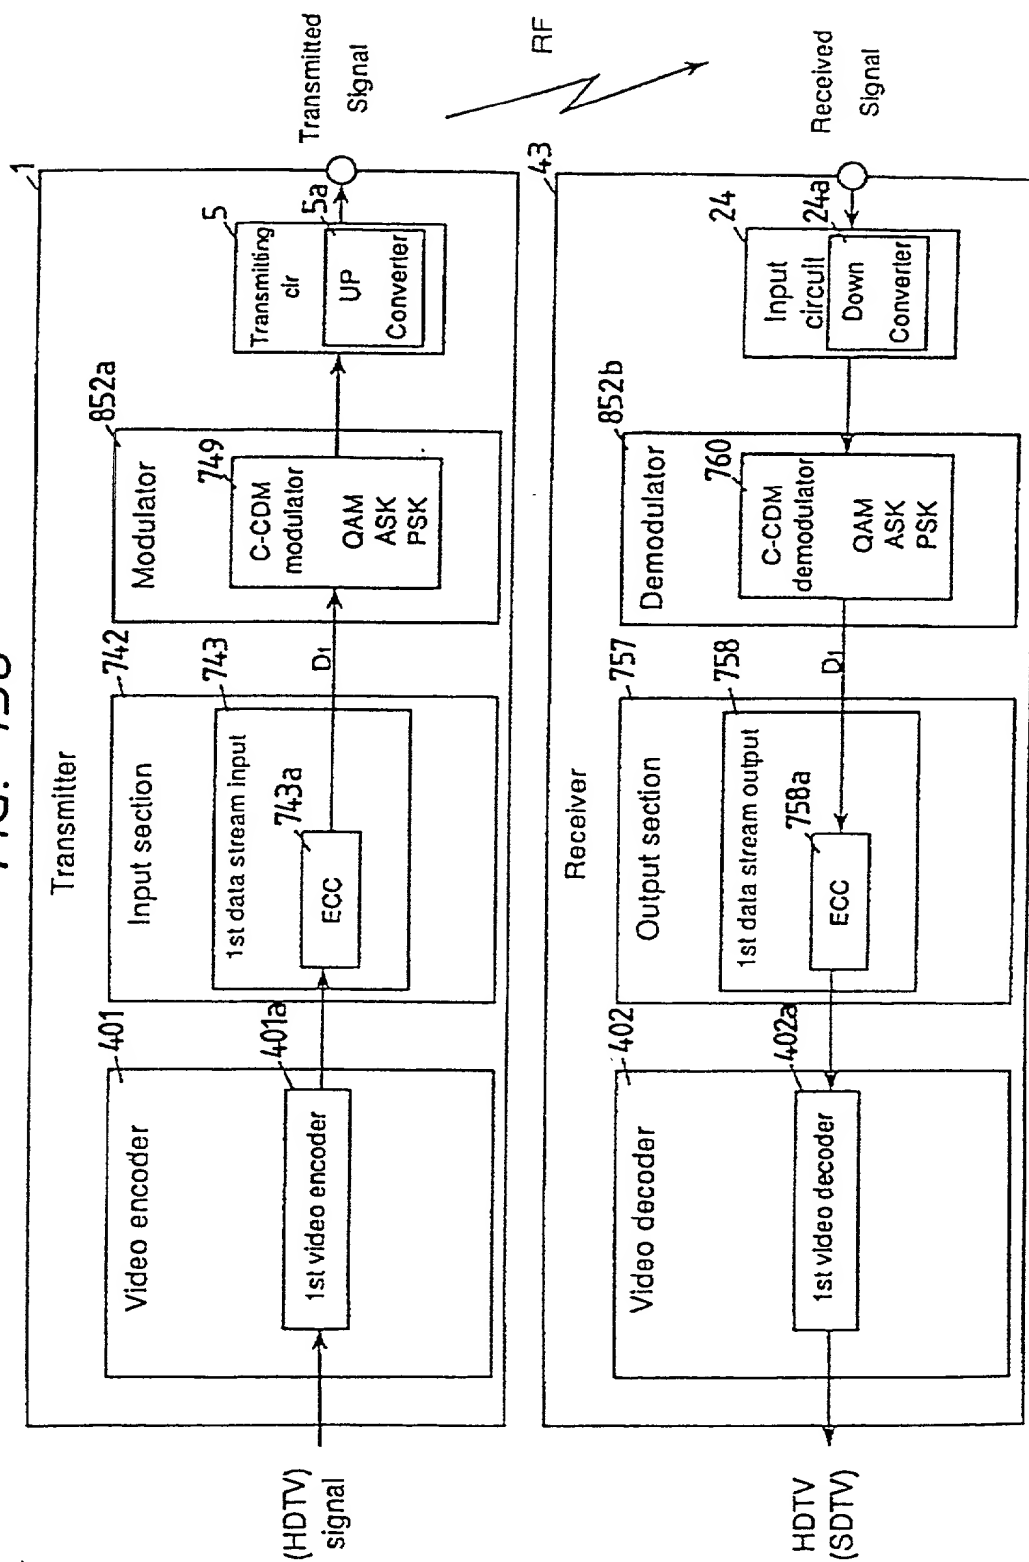 Transmitter
1
(HDTV)
signal
Video encoder
401
1st video encoder
401a
Input section
742
1st data stream input
743
ECC
743a
D1
Modulator
852a
C-CDM
modulator
749
QAM
ASK
PSK
Transmitting
cir
5
UP
Converter
5a
Transmitted
Signal
RF
Receiver
43
HDTV
(SDTV)
Video decoder
402
1st video decoder
402a
Output section
757
1st data stream output
758
ECC
758a
D1
Demodulator
852b
C-CDM
demodulator
760
QAM
ASK
PSK
Input
circuit
24
Down
Converter
24a
Received
Signal